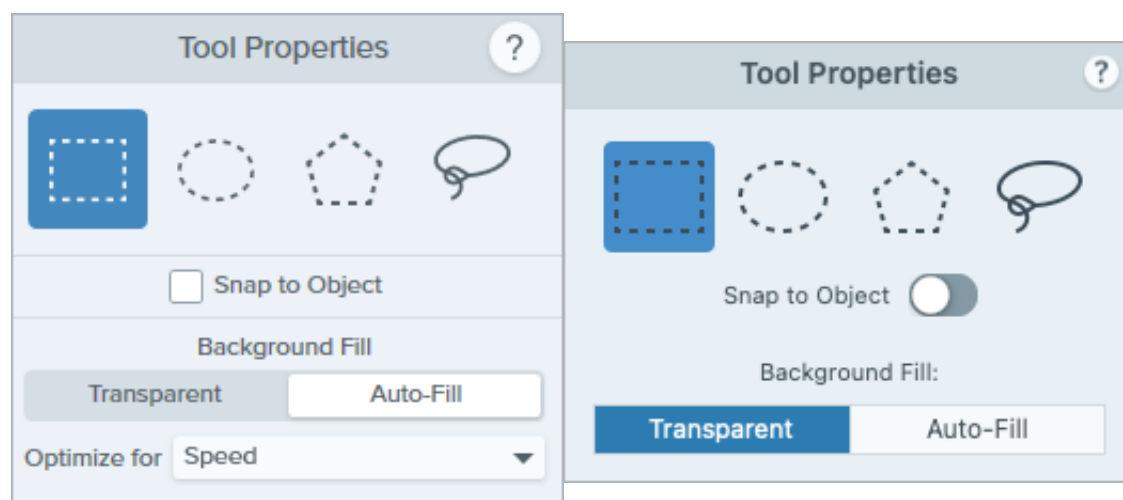 Tool Properties ?
Snap to Object
Background Fill
Transparent Auto-Fill
Optimize for Speed
Tool Properties ?
Snap to Object
Background Fill:
Transparent Auto-Fill